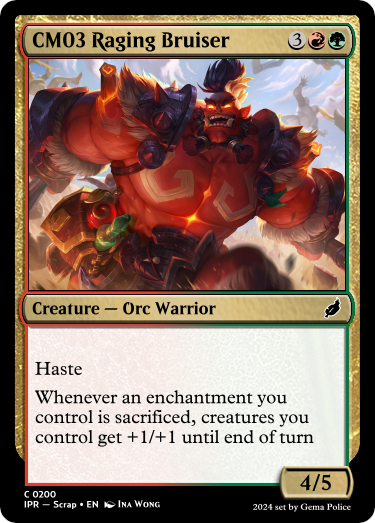 CM03 Raging Bruiser 3
Creature — Orc Warrior
Haste
Whenever an enchantment you
control is sacrificed, creatures you
control get +1/+1 until end of turn
4/5
C 0200
IPR — Scrap • EN Ina Wong
2024 set by Gema Police